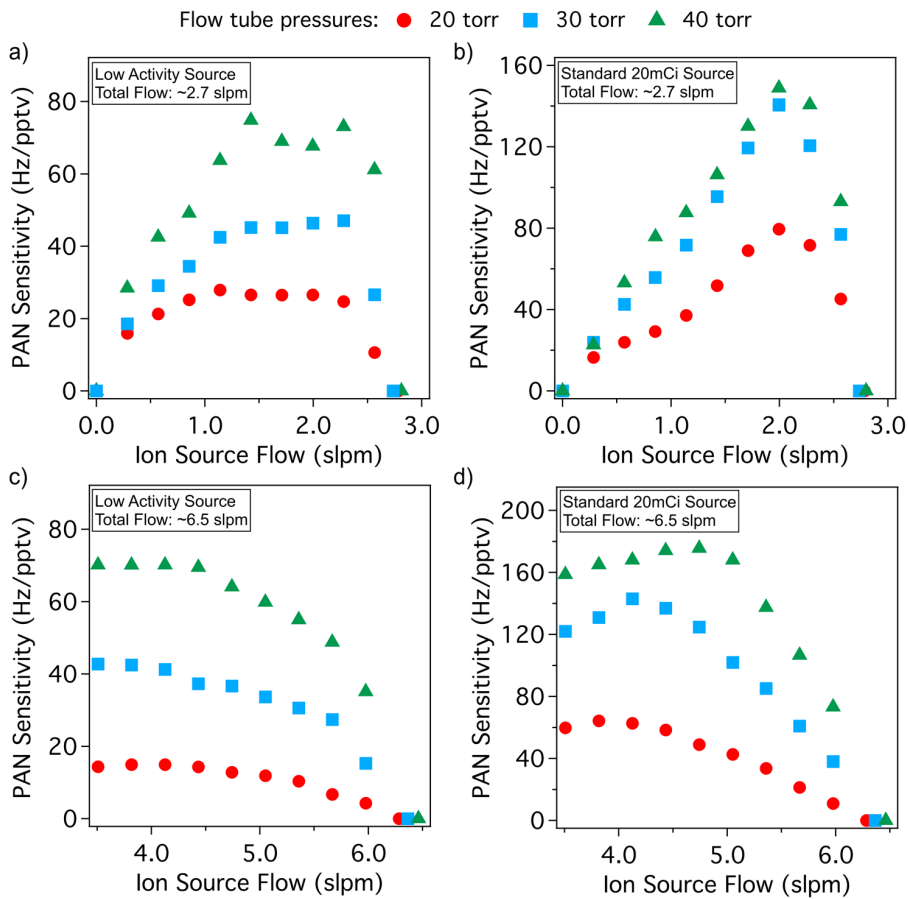 Flow tube pressures: 20 torr 30 torr 40 torr
a)
Low Activity Source
Total Flow: ~2.7 slpm
PAN Sensitivity (Hz/pptv)
80
60
40
20
0
0.0 1.0 2.0 3.0
Ion Source Flow (slpm)
b)
Standard 20mCi Source
Total Flow: ~2.7 slpm
PAN Sensitivity (Hz/pptv)
160
120
80
40
0
0.0 1.0 2.0 3.0
Ion Source Flow (slpm)
c)
Low Activity Source
Total Flow: ~6.5 slpm
PAN Sensitivity (Hz/pptv)
80
60
40
20
0
4.0 5.0 6.0
Ion Source Flow (slpm)
d)
Standard 20mCi Source
Total Flow: ~6.5 slpm
PAN Sensitivity (Hz/pptv)
200
160
120
80
40
0
4.0 5.0 6.0
Ion Source Flow (slpm)